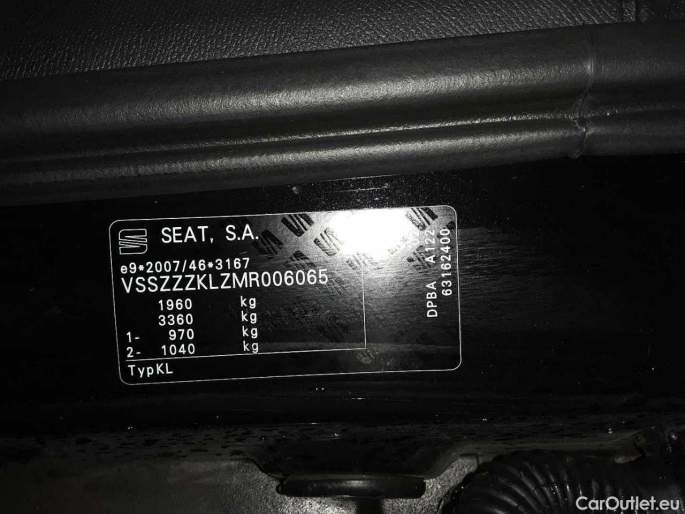 SEAT, S.A.
e9*2007/46*3167
VSSZZZKLZMR006065
1960 kg
3360 kg
1- 970 kg
2- 1040 kg
TypKL
DPBA A122
63162400
CarOutlet.eu